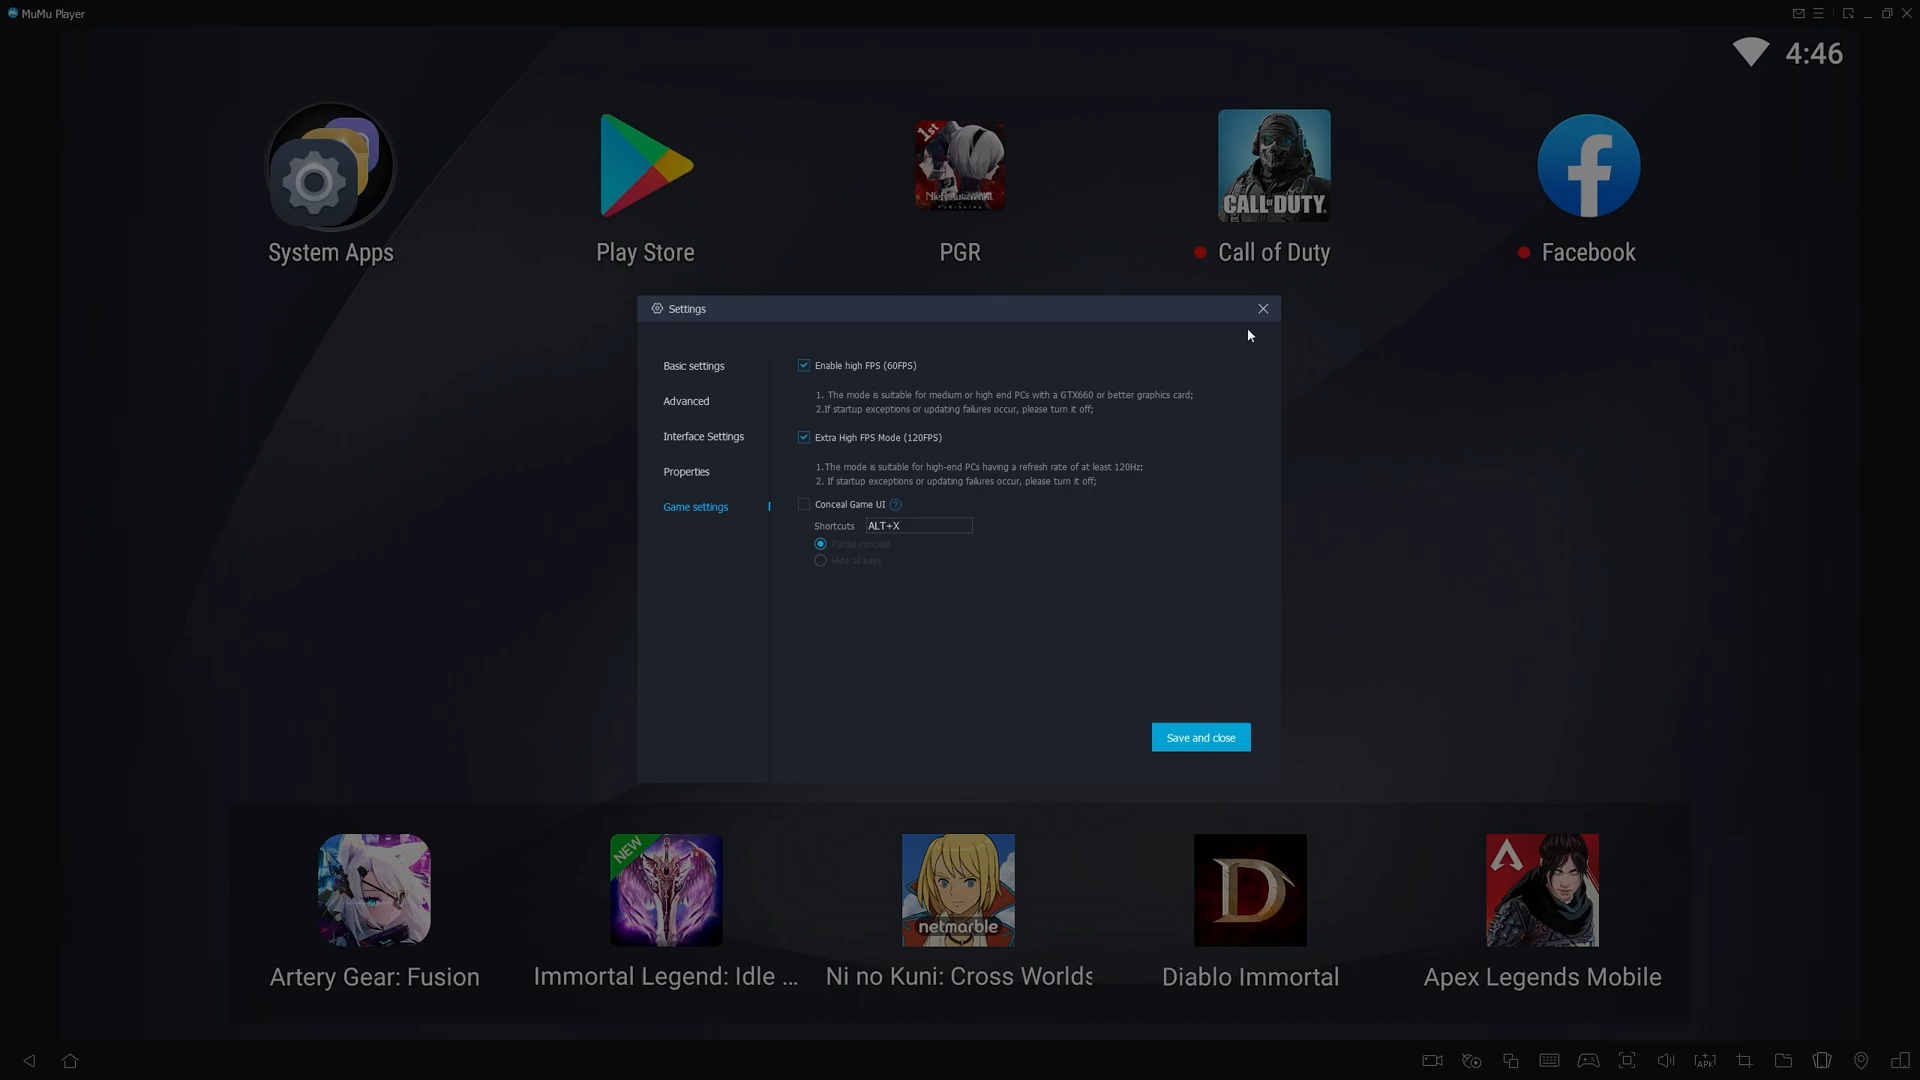 MuMu Player
4:46
1st
NieR:Automata
PUNISHING
CALL OF DUTY.
System Apps
Play Store
PGR
Call of Duty
Facebook
Settings
Basic settings
Advanced
Interface Settings
Properties
Game settings
Enable high FPS (60FPS)
1. The mode is suitable for medium or high end PCs with a GTX660 or better graphics card;
2.If startup exceptions or updating failures occur, please turn it off;
Extra High FPS Mode (120FPS)
1.The mode is suitable for high-end PCs having a refresh rate of at least 120Hz;
2. If startup exceptions or updating failures occur, please turn it off;
Conceal Game UI ?
Shortcuts ALT+X
Partial conceal
Hide all keys
Save and close
NEW
netmarble
D
Artery Gear: Fusion
Immortal Legend: Idle ...
Ni no Kuni: Cross Worlds
Diablo Immortal
Apex Legends Mobile
APK